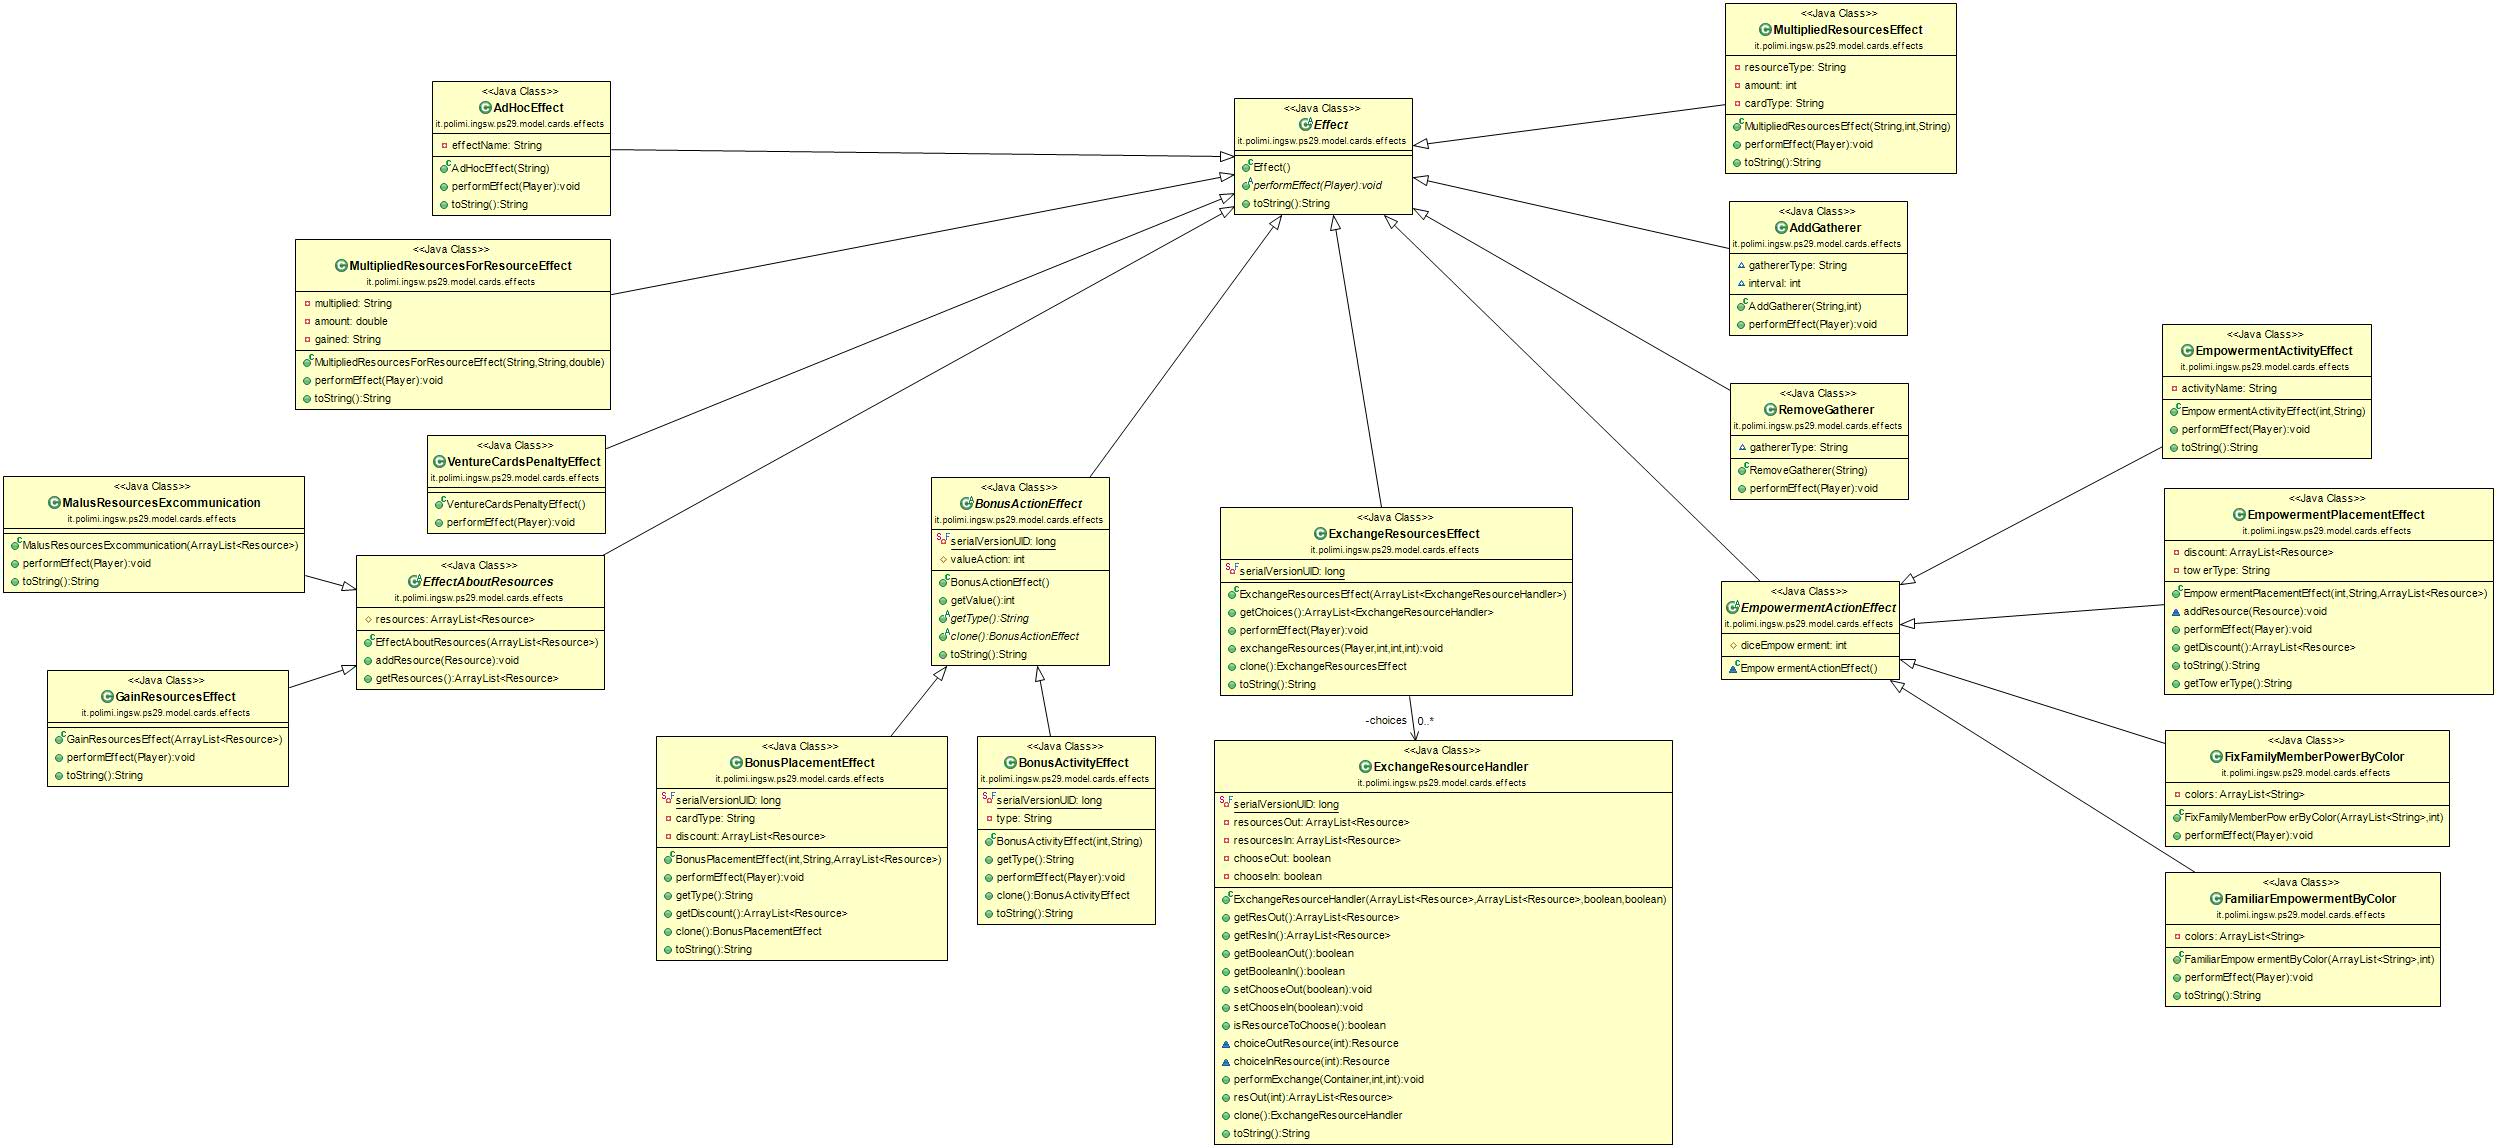 <<Java Class>>
AdHocEffect
it.polimi.ingsw.ps29.model.cards.effects
effectName: String
AdHocEffect(String)
performEffect(Player):void
toString():String
<<Java Class>>
Effect
it.polimi.ingsw.ps29.model.cards.effects
Effect()
performEffect(Player):void
toString():String
<<Java Class>>
MultipliedResourcesEffect
it.polimi.ingsw.ps29.model.cards.effects
resourceType: String
amount: int
cardType: String
MultipliedResourcesEffect(String,int,String)
performEffect(Player):void
toString():String
<<Java Class>>
MultipliedResourcesForResourceEffect
it.polimi.ingsw.ps29.model.cards.effects
multiplied: String
amount: double
gained: String
MultipliedResourcesForResourceEffect(String,String,double)
performEffect(Player):void
toString():String
<<Java Class>>
AddGatherer
it.polimi.ingsw.ps29.model.cards.effects
gathererType: String
interval: int
AddGatherer(String,int)
performEffect(Player):void
<<Java Class>>
EmpowermentActivityEffect
it.polimi.ingsw.ps29.model.cards.effects
activityName: String
EmpowermentActivityEffect(int,String)
performEffect(Player):void
toString():String
<<Java Class>>
RemoveGatherer
it.polimi.ingsw.ps29.model.cards.effects
gathererType: String
RemoveGatherer(String)
performEffect(Player):void
<<Java Class>>
VentureCardsPenaltyEffect
it.polimi.ingsw.ps29.model.cards.effects
VentureCardsPenaltyEffect()
performEffect(Player):void
<<Java Class>>
MalusResourcesExcommunication
it.polimi.ingsw.ps29.model.cards.effects
MalusResourcesExcommunication(ArrayList<Resource>)
performEffect(Player):void
toString():String
<<Java Class>>
EffectAboutResources
it.polimi.ingsw.ps29.model.cards.effects
resources: ArrayList<Resource>
EffectAboutResources(ArrayList<Resource>)
addResource(Resource):void
getResources():ArrayList<Resource>
<<Java Class>>
GainResourcesEffect
it.polimi.ingsw.ps29.model.cards.effects
GainResourcesEffect(ArrayList<Resource>)
performEffect(Player):void
toString():String
<<Java Class>>
BonusActionEffect
it.polimi.ingsw.ps29.model.cards.effects
serialVersionUID: long
valueAction: int
BonusActionEffect()
getValue():int
getType():String
clone():BonusActionEffect
toString():String
<<Java Class>>
ExchangeResourcesEffect
it.polimi.ingsw.ps29.model.cards.effects
serialVersionUID: long
ExchangeResourcesEffect(ArrayList<ExchangeResourceHandler>)
getChoices():ArrayList<ExchangeResourceHandler>
performEffect(Player):void
exchangeResources(Player,int,int,int):void
clone():ExchangeResourcesEffect
toString():String
-choices 0..*
<<Java Class>>
EmpowermentActionEffect
it.polimi.ingsw.ps29.model.cards.effects
diceEmpowerment: int
EmpowermentActionEffect()
<<Java Class>>
EmpowermentPlacementEffect
it.polimi.ingsw.ps29.model.cards.effects
discount: ArrayList<Resource>
towerType: String
EmpowermentPlacementEffect(int,String,ArrayList<Resource>)
addResource(Resource):void
performEffect(Player):void
getDiscount():ArrayList<Resource>
toString():String
getTowerType():String
<<Java Class>>
BonusPlacementEffect
it.polimi.ingsw.ps29.model.cards.effects
serialVersionUID: long
cardType: String
discount: ArrayList<Resource>
BonusPlacementEffect(int,String,ArrayList<Resource>)
performEffect(Player):void
getType():String
getDiscount():ArrayList<Resource>
clone():BonusPlacementEffect
toString():String
<<Java Class>>
BonusActivityEffect
it.polimi.ingsw.ps29.model.cards.effects
serialVersionUID: long
type: String
BonusActivityEffect(int,String)
getType():String
performEffect(Player):void
clone():BonusActivityEffect
toString():String
<<Java Class>>
ExchangeResourceHandler
it.polimi.ingsw.ps29.model.cards.effects
serialVersionUID: long
resourcesOut: ArrayList<Resource>
resourcesIn: ArrayList<Resource>
chooseOut: boolean
chooseIn: boolean
ExchangeResourceHandler(ArrayList<Resource>,ArrayList<Resource>,boolean,boolean)
getResOut():ArrayList<Resource>
getResIn():ArrayList<Resource>
getBooleanOut():boolean
getBooleanIn():boolean
setChooseOut(boolean):void
setChooseIn(boolean):void
isResourceToChoose():boolean
choiceOutResource(int):Resource
choiceInResource(int):Resource
performExchange(Container,int,int):void
resOut(int):ArrayList<Resource>
clone():ExchangeResourceHandler
toString():String
<<Java Class>>
FixFamilyMemberPowerByColor
it.polimi.ingsw.ps29.model.cards.effects
colors: ArrayList<String>
FixFamilyMemberPowerByColor(ArrayList<String>,int)
performEffect(Player):void
<<Java Class>>
FamiliarEmpowermentByColor
it.polimi.ingsw.ps29.model.cards.effects
colors: ArrayList<String>
FamiliarEmpowermentByColor(ArrayList<String>,int)
performEffect(Player):void
toString():String